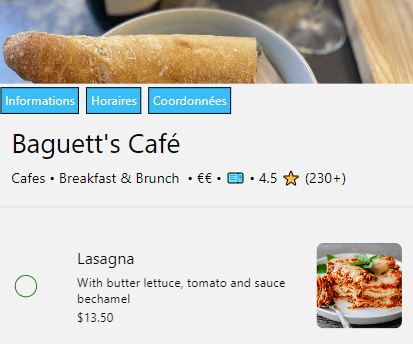 Informations Horaires Coordonnées
Baguett's Café
Cafes • Breakfast & Brunch • €€ • • 4.5 (230+)
Lasagna
With butter lettuce, tomato and sauce
bechamel
$13.50